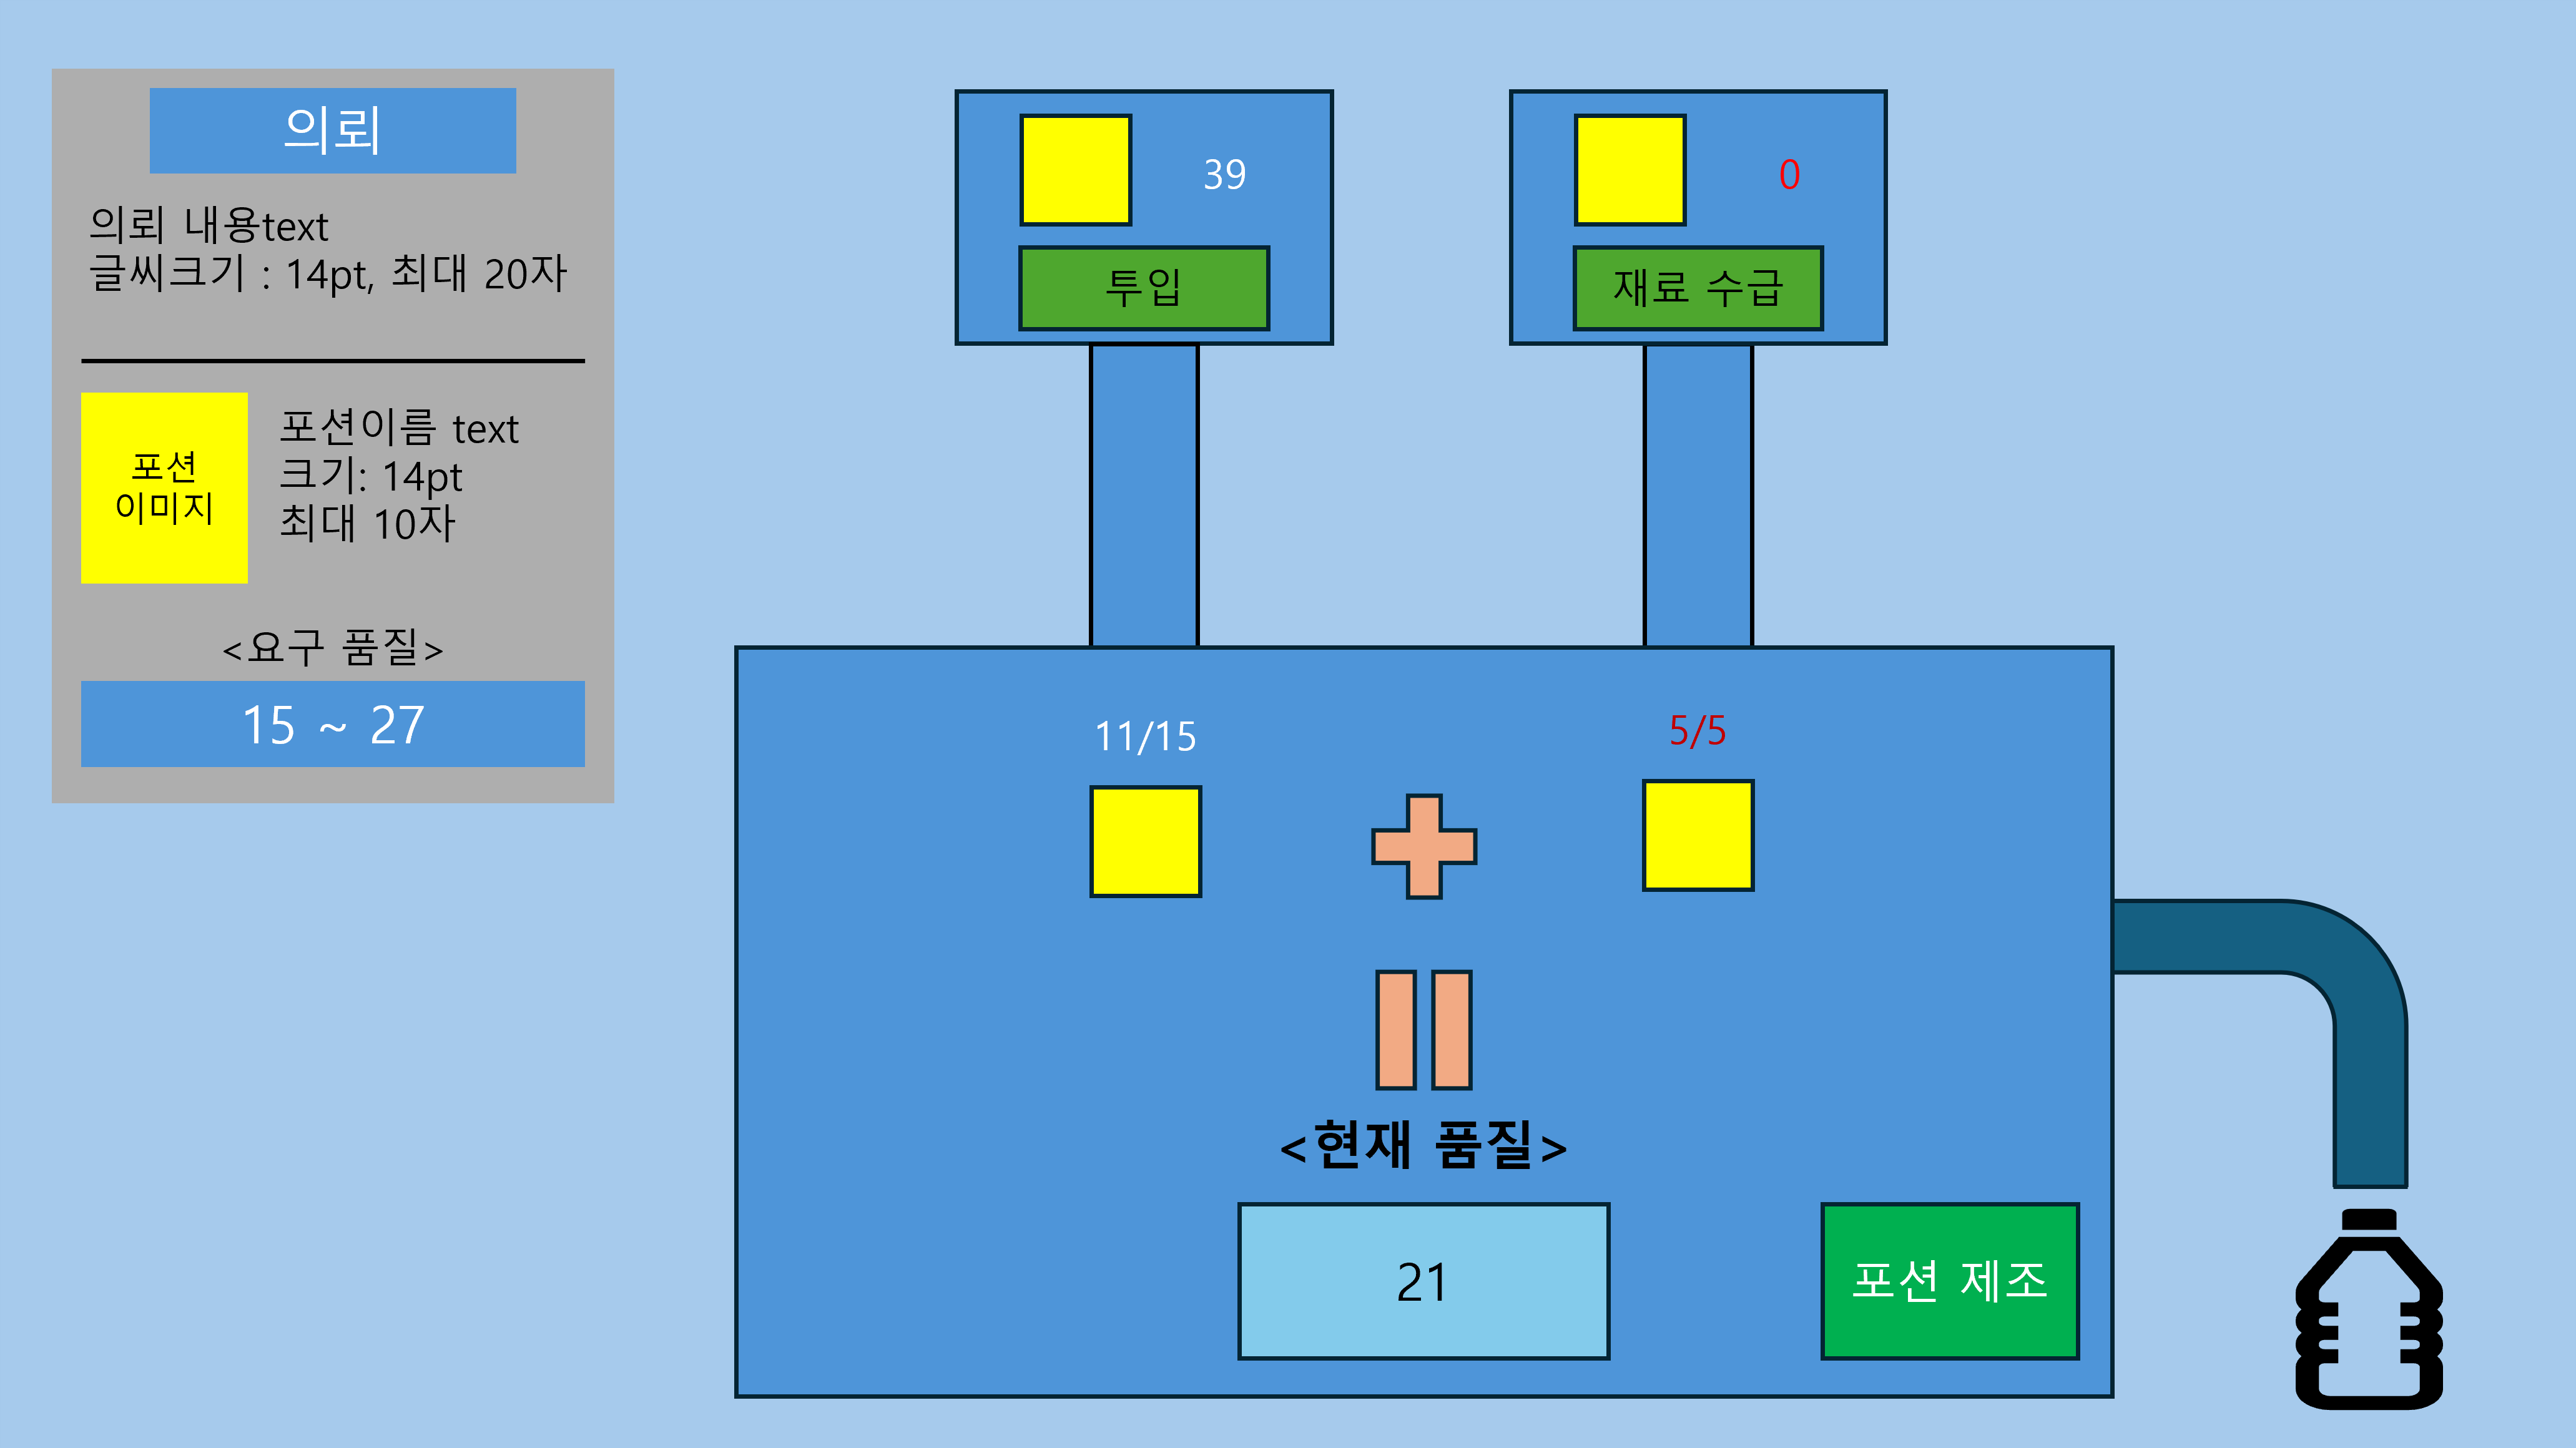 의뢰
의뢰 내용text
글씨크기 : 14pt, 최대 20자
포션
이미지
포션이름 text
크기: 14pt
최대 10자
<요구 품질>
15 ~ 27
39
투입
0
재료 수급
11/15
5/5
<현재 품질>
21
포션 제조